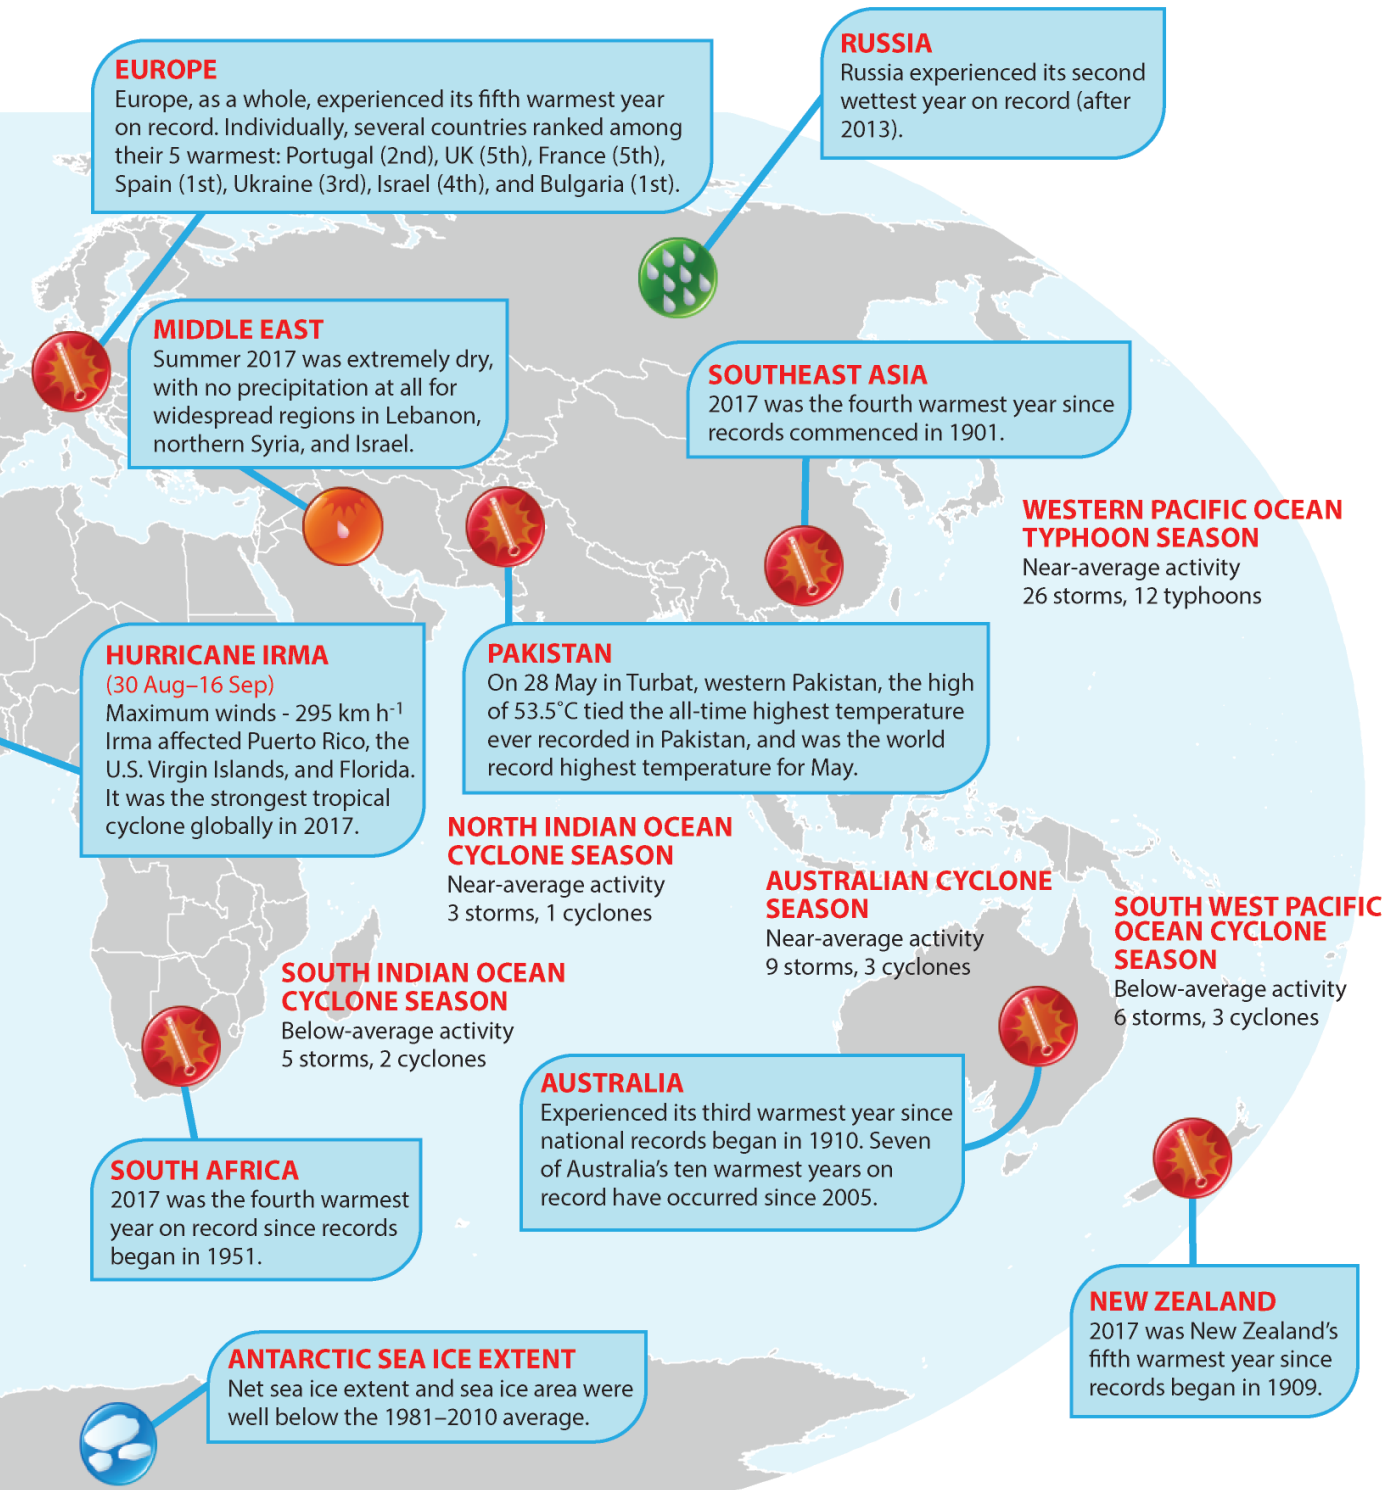 EUROPE
Europe, as a whole, experienced its fifth warmest year
on record. Individually, several countries ranked among
their 5 warmest: Portugal (2nd), UK (5th), France (5th),
Spain (1st), Ukraine (3rd), Israel (4th), and Bulgaria (1st).
RUSSIA
Russia experienced its second
wettest year on record (after
2013).
MIDDLE EAST
Summer 2017 was extremely dry,
with no precipitation at all for
widespread regions in Lebanon,
northern Syria, and Israel.
SOUTHEAST ASIA
2017 was the fourth warmest year since
records commenced in 1901.
WESTERN PACIFIC OCEAN
TYPHOON SEASON
Near-average activity
26 storms, 12 typhoons
HURRICANE IRMA
(30 Aug–16 Sep)
Maximum winds - 295 km h-1
Irma affected Puerto Rico, the
U.S. Virgin Islands, and Florida.
It was the strongest tropical
cyclone globally in 2017.
PAKISTAN
On 28 May in Turbat, western Pakistan, the high
of 53.5˚C tied the all-time highest temperature
ever recorded in Pakistan, and was the world
record highest temperature for May.
NORTH INDIAN OCEAN
CYCLONE SEASON
Near-average activity
3 storms, 1 cyclones
AUSTRALIAN CYCLONE
SEASON
Near-average activity
9 storms, 3 cyclones
SOUTH WEST PACIFIC
OCEAN CYCLONE
SEASON
Below-average activity
6 storms, 3 cyclones
SOUTH INDIAN OCEAN
CYCLONE SEASON
Below-average activity
5 storms, 2 cyclones
AUSTRALIA
Experienced its third warmest year since
national records began in 1910. Seven
of Australia's ten warmest years on
record have occurred since 2005.
SOUTH AFRICA
2017 was the fourth warmest
year on record since records
began in 1951.
NEW ZEALAND
2017 was New Zealand's
fifth warmest year since
records began in 1909.
ANTARCTIC SEA ICE EXTENT
Net sea ice extent and sea ice area were
well below the 1981–2010 average.